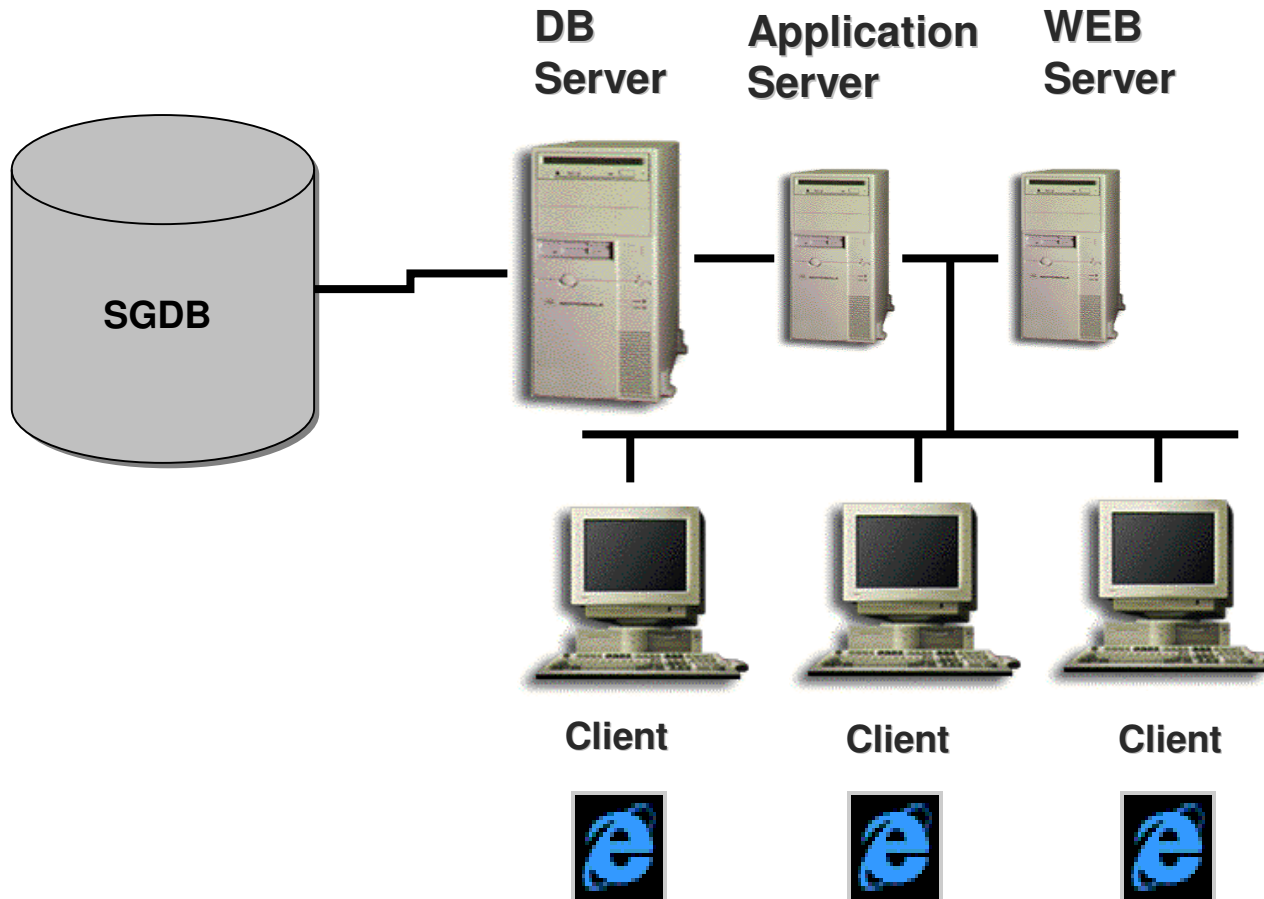 DB
Server
Application
Server
WEB
Server
SGDB
Client
Client
Client